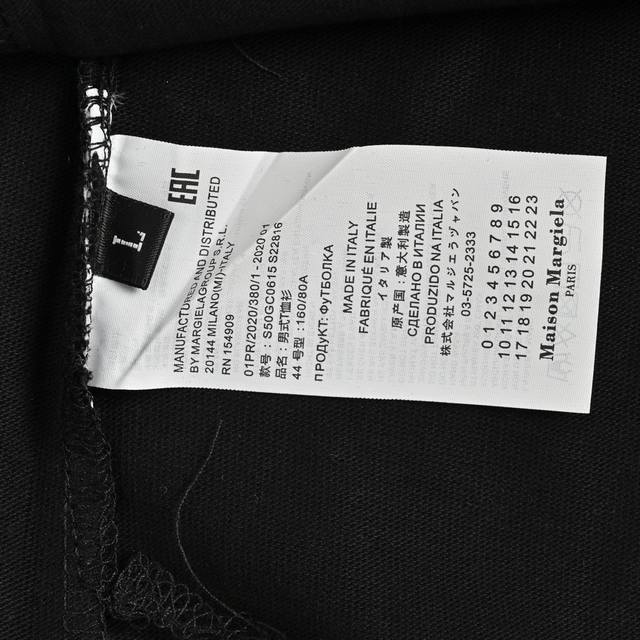 L
EAC
MANUFACTURED AND DISTRIBUTED
BY MARGIELAGROUP S.R.L.
20144 MILANO(MI)-ITALY
RN 154909
01PR/2020/380/1 - 2020 01
款号 : S50GC0615 S22816
品名 : 男式恤衫
44 号型 : 160/80A
ПРОДУКТ: ФУТБОЛКА
MADE IN ITALY
FABRIQUÉ EN ITALIE
イタリア製
原产国 : 意大利制造
СДЕЛАНО В ИТАЛИИ
PRODUZIDO NA ITALIA
株式会社マルジェラジャパン
03-5725-2333
0 1 2 3 4 5 6 7 8 9
10 11 12 13 14 15 16
17 18 19 20 21 22 23
Maison Margiela
PARIS